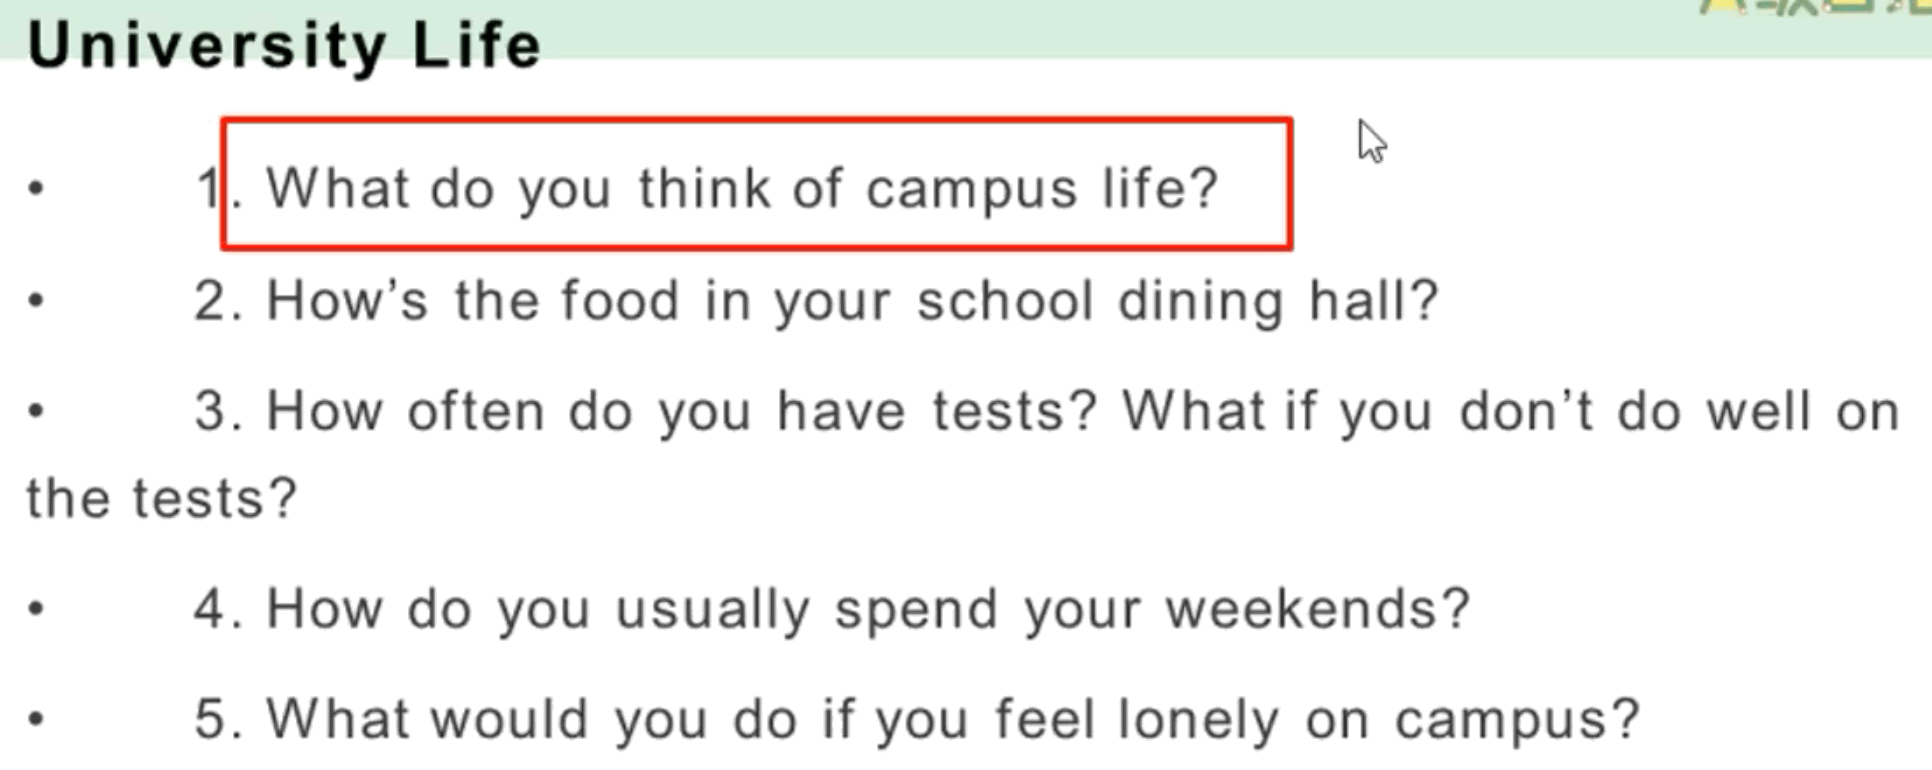 University Life
• 1. What do you think of campus life?
• 2. How’s the food in your school dining hall?
• 3. How often do you have tests? What if you don’t do well on
the tests?
• 4. How do you usually spend your weekends?
• 5. What would you do if you feel lonely on campus?